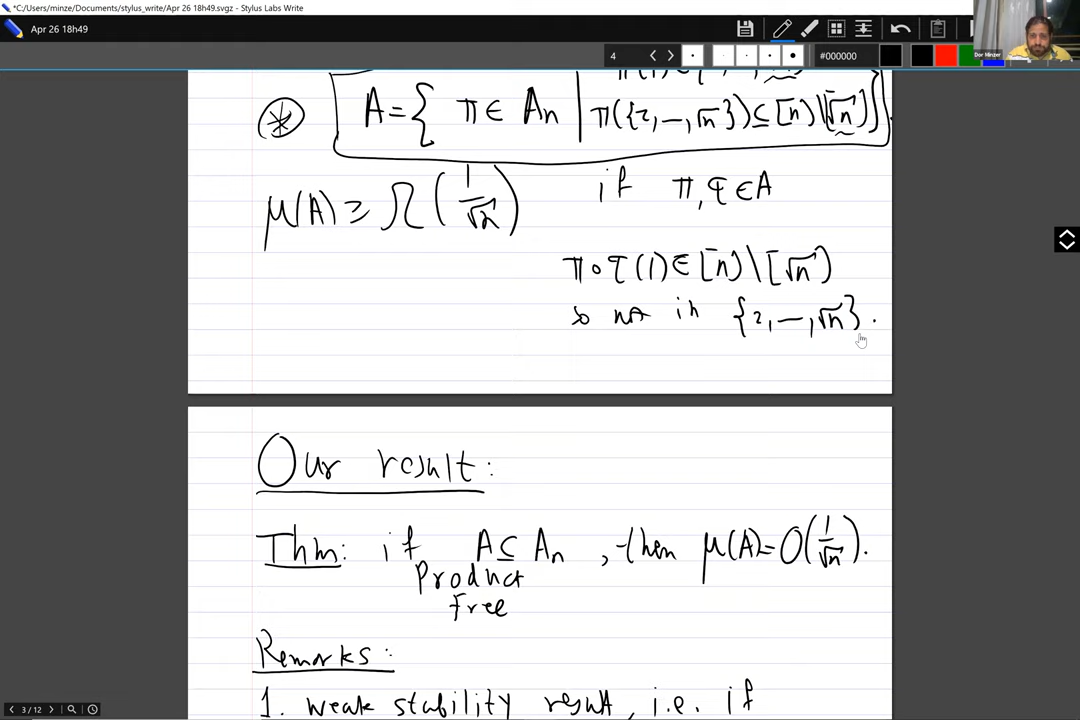 *C:/Users/minze/Documents/stylus_write/Apr 26 18h49.svgz - Stylus Labs Write
Apr 26 18h49
4
#000000
Dor Minzer
A = { π ∈ A_n | π({2,–,√n}) ⊆ [n]\[√n] }.
μ(A) ≥ Ω(1/√n)
if π, τ ∈ A
π∘τ(1) ∈ [n]\[√n]
so not in {2,–,√n}.
Our result:
Thm: if A ⊆ A_n, then μ(A) = O(1/√n).
Product
Free
Remarks:
1. weak stability result, i.e. if
3 / 12